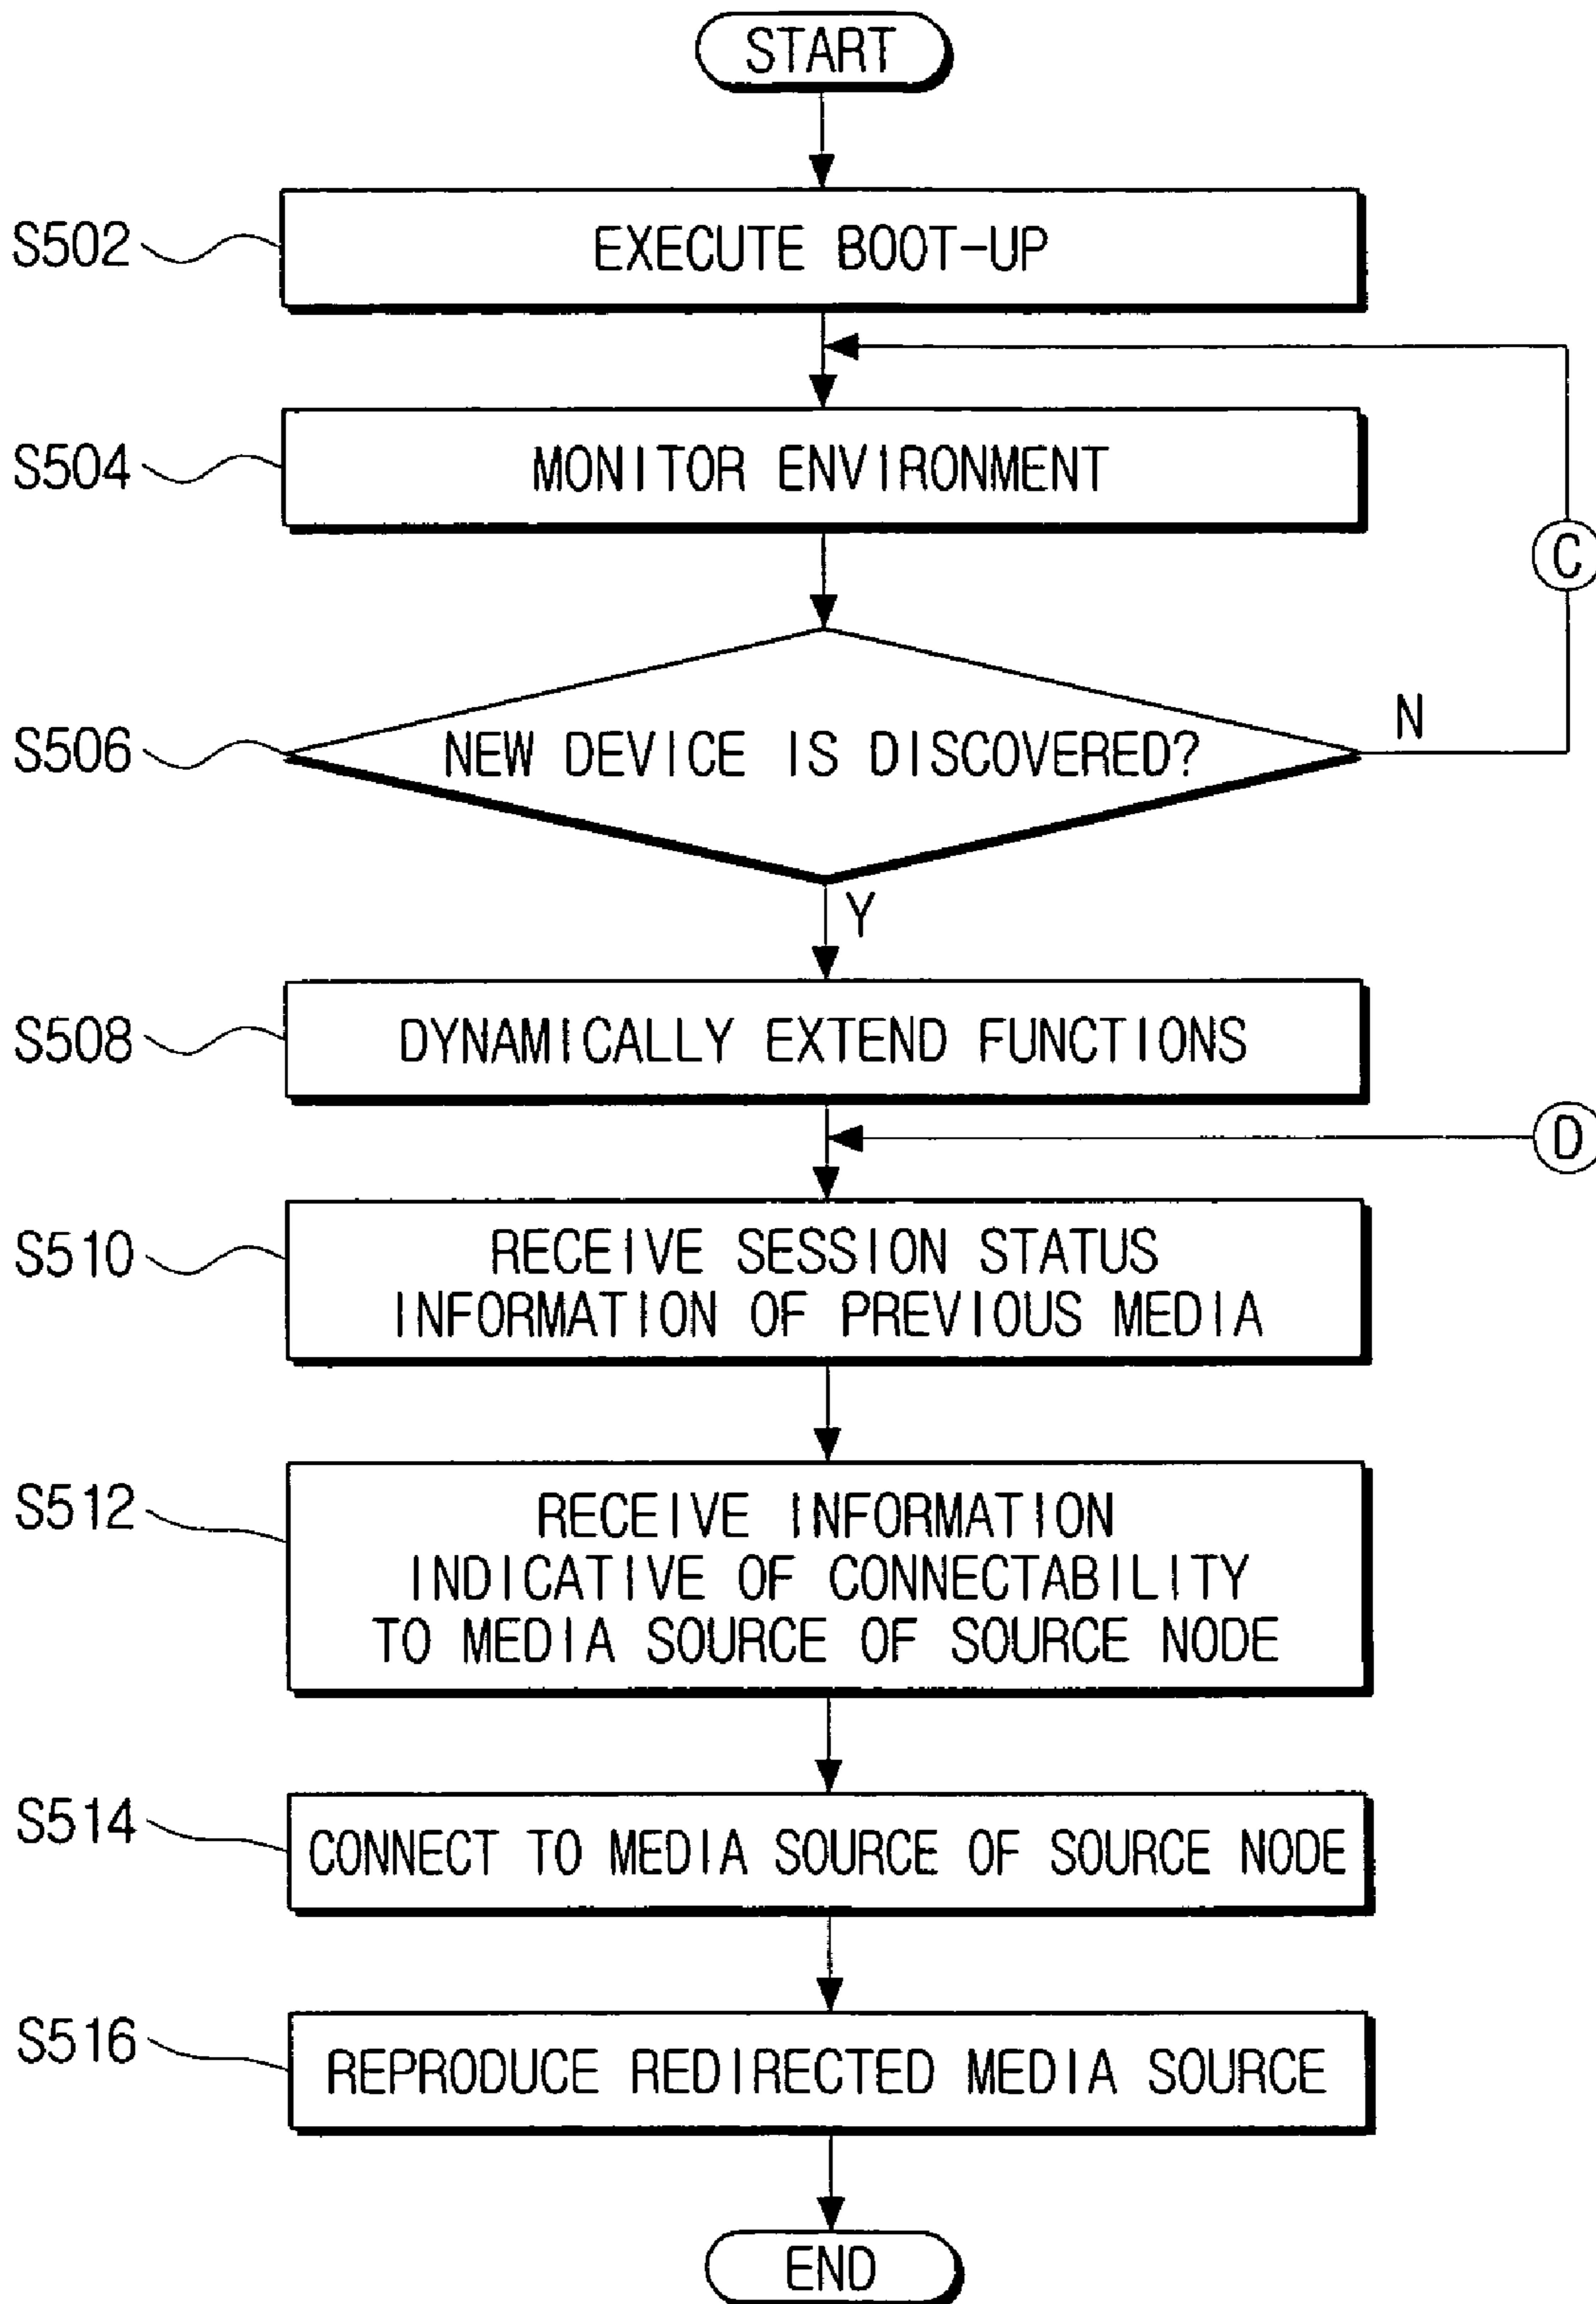 START
S502
EXECUTE BOOT-UP
S504
MONITOR ENVIRONMENT
C
S506
NEW DEVICE IS DISCOVERED?
N
Y
S508
DYNAMICALLY EXTEND FUNCTIONS
D
S510
RECEIVE SESSION STATUS
INFORMATION OF PREVIOUS MEDIA
S512
RECEIVE INFORMATION
INDICATIVE OF CONNECTABILITY
TO MEDIA SOURCE OF SOURCE NODE
S514
CONNECT TO MEDIA SOURCE OF SOURCE NODE
S516
REPRODUCE REDIRECTED MEDIA SOURCE
END